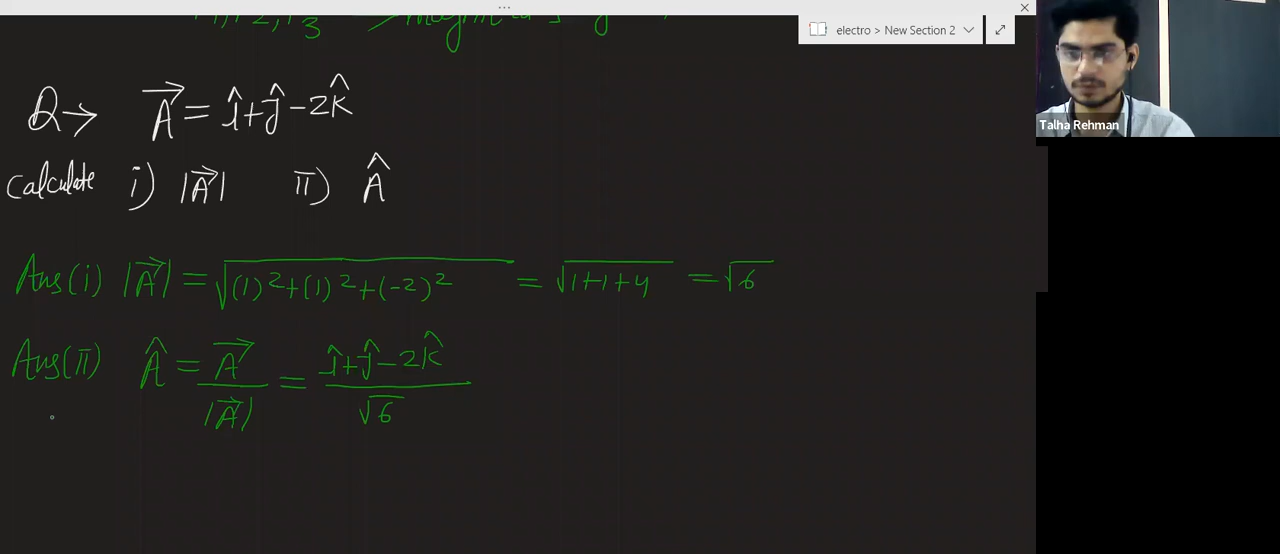 electro > New Section 2
Q → A⃗ = î + ĵ - 2k̂
Calculate i) |A⃗| II) Â
Talha Rehman
Ans(i) |A⃗| = √((1)² + (1)² + (-2)²) = √(1+1+4) = √6
Ans(II) Â = A⃗/|A⃗| = (î + ĵ - 2k̂)/√6